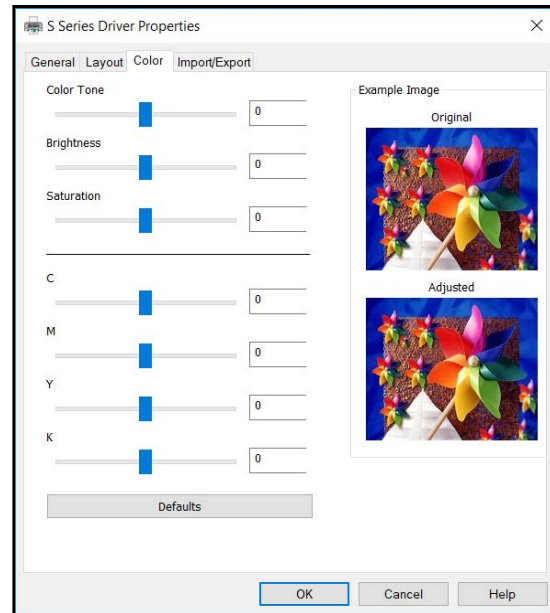 S Series Driver Properties
General Layout Color Import/Export
Color Tone
0
Brightness
0
Saturation
0
C
0
M
0
Y
0
K
0
Defaults
Example Image
Original
Adjusted
OK Cancel Help